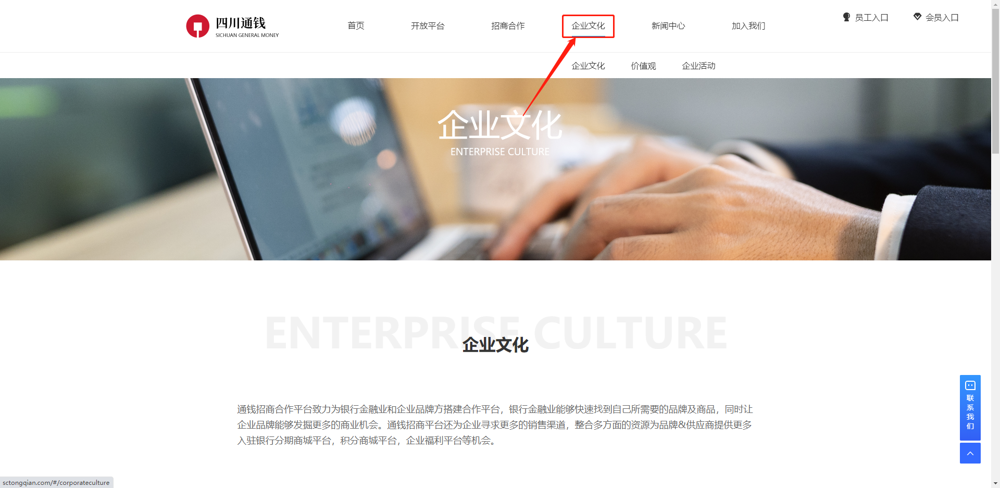 四川通钱
SICHUAN GENERAL MONEY
首页
开放平台
招商合作
企业文化
新闻中心
加入我们
员工入口
会员入口
企业文化
价值观
企业活动
企业文化
ENTERPRISE CULTURE
ENTERPRISE CULTURE
企业文化
通钱招商合作平台致力为银行金融业和企业品牌方搭建合作平台，银行金融业能够快速找到自己所需要的品牌及商品，同时让
企业品牌能够发掘更多的商业机会。通钱招商平台还为企业寻求更多的销售渠道，整合多方面的资源为品牌&供应商提供更多
入驻银行分期商城平台，积分商城平台，企业福利平台等机会。
联
系
我
们
sctongqian.com/#/corporateculture